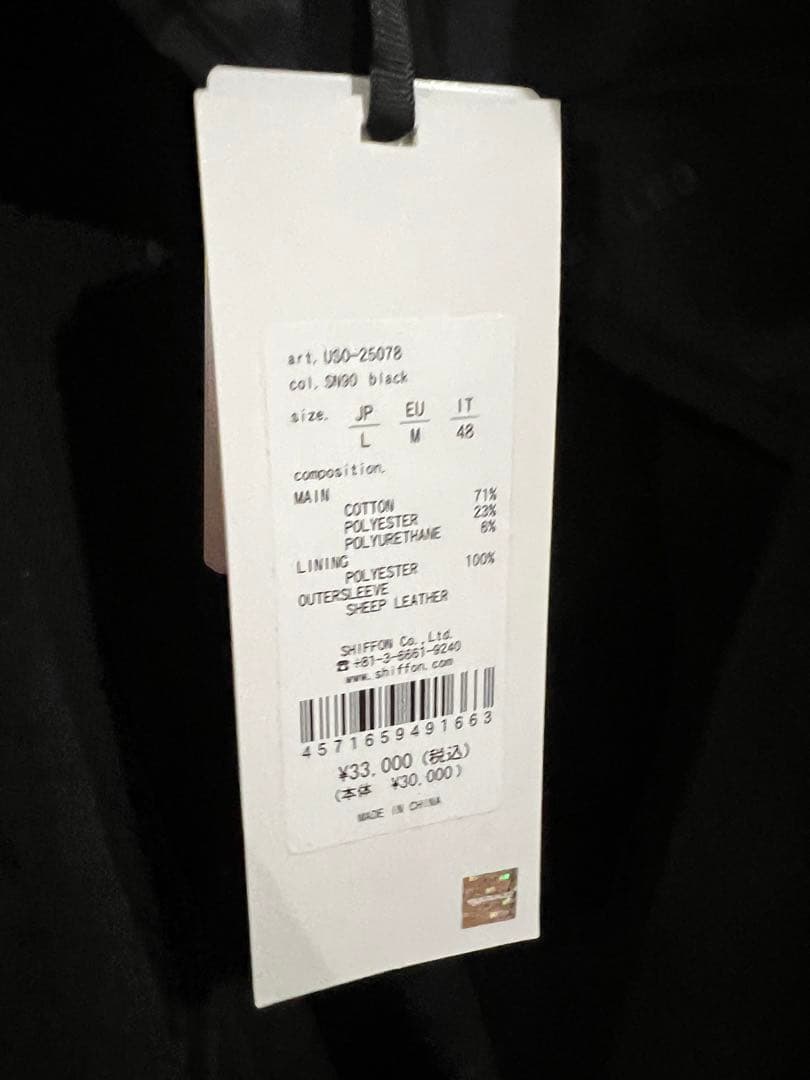 art. USO-25078
col. SN90 black
size. JP EU IT
L M 48
composition.
MAIN
COTTON 71%
POLYESTER 23%
POLYURETHANE 6%
LINING
POLYESTER 100%
OUTERSLEEVE
SHEEP LEATHER
SHIFFON Co.,Ltd.
☎+81-3-6661-9240
www.shiffon.com
4571659491663
¥33,000(税込)
(本体 ¥30,000)
MADE IN CHINA